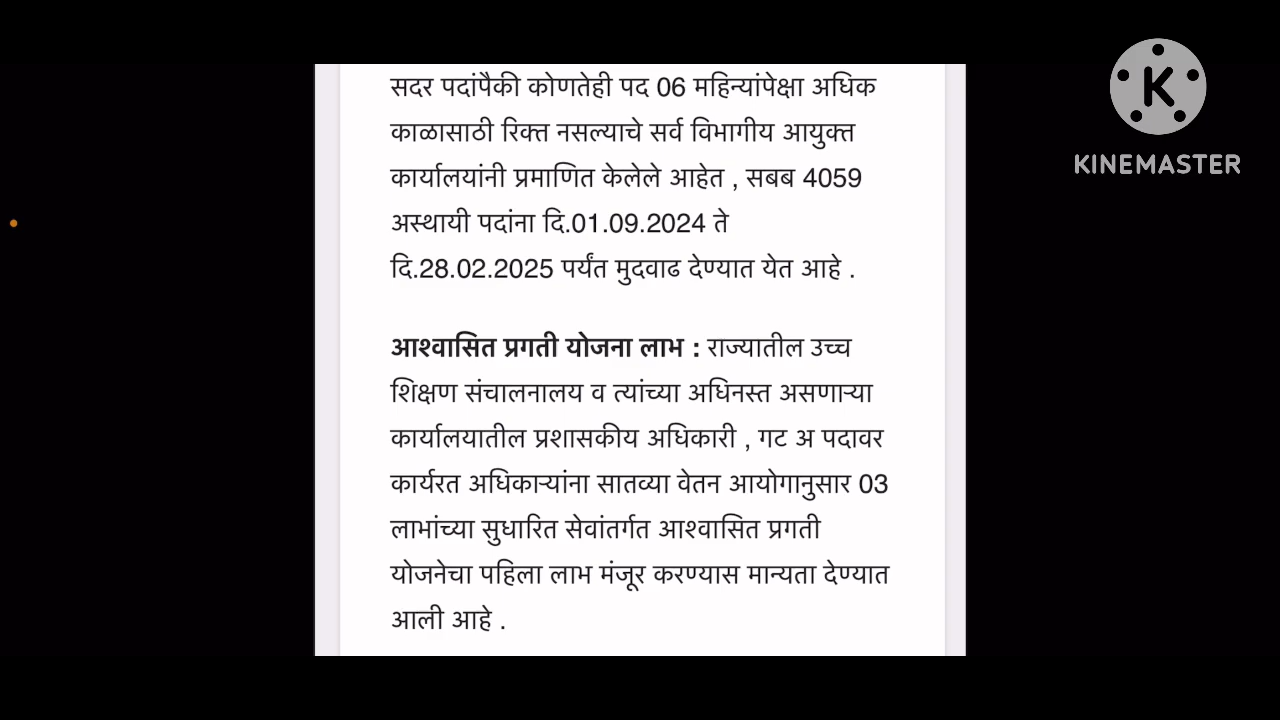 सदर पदांपैकी कोणतेही पद 06 महिन्यांपेक्षा अधिक
काळासाठी रिक्त नसल्याचे सर्व विभागीय आयुक्त
कार्यालयांनी प्रमाणित केलेले आहेत , सबब 4059
अस्थायी पदांना दि.01.09.2024 ते
दि.28.02.2025 पर्यंत मुदवाढ देण्यात येत आहे .
आश्वासित प्रगती योजना लाभ : राज्यातील उच्च
शिक्षण संचालनालय व त्यांच्या अधिनस्त असणाऱ्या
कार्यालयातील प्रशासकीय अधिकारी , गट अ पदावर
कार्यरत अधिकाऱ्यांना सातव्या वेतन आयोगानुसार 03
लाभांच्या सुधारित सेवांतर्गत आश्वासित प्रगती
योजनेचा पहिला लाभ मंजूर करण्यास मान्यता देण्यात
आली आहे .
KINEMASTER